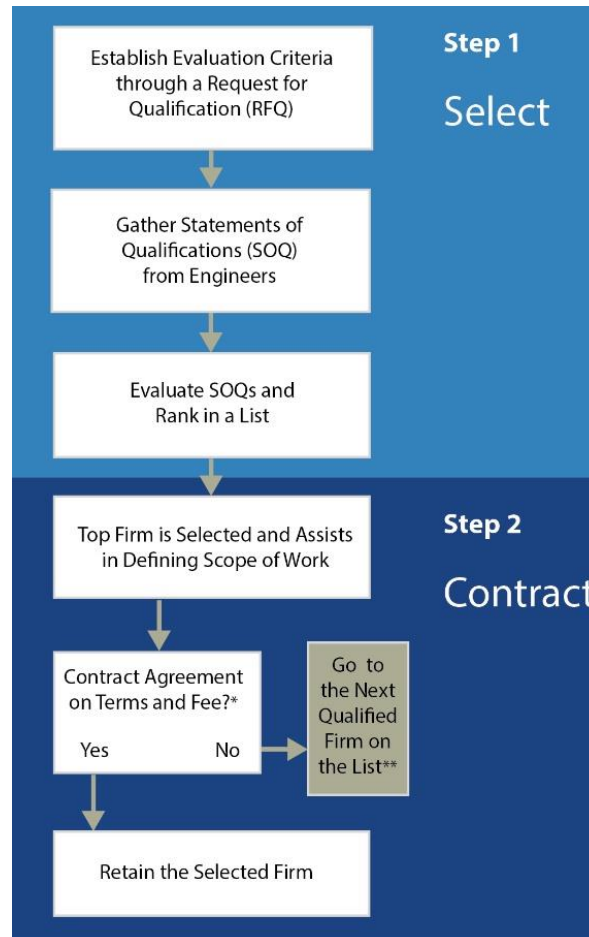 Establish Evaluation Criteria
through a Request for
Qualification (RFQ)
Step 1
Select
Gather Statements of
Qualifications (SOQ)
from Engineers
Evaluate SOQs and
Rank in a List
Top Firm is Selected and Assists
in Defining Scope of Work
Step 2
Contract
Contract Agreement
on Terms and Fee?*
Yes No
Go to
the Next
Qualified
Firm on
the List**
Retain the Selected Firm